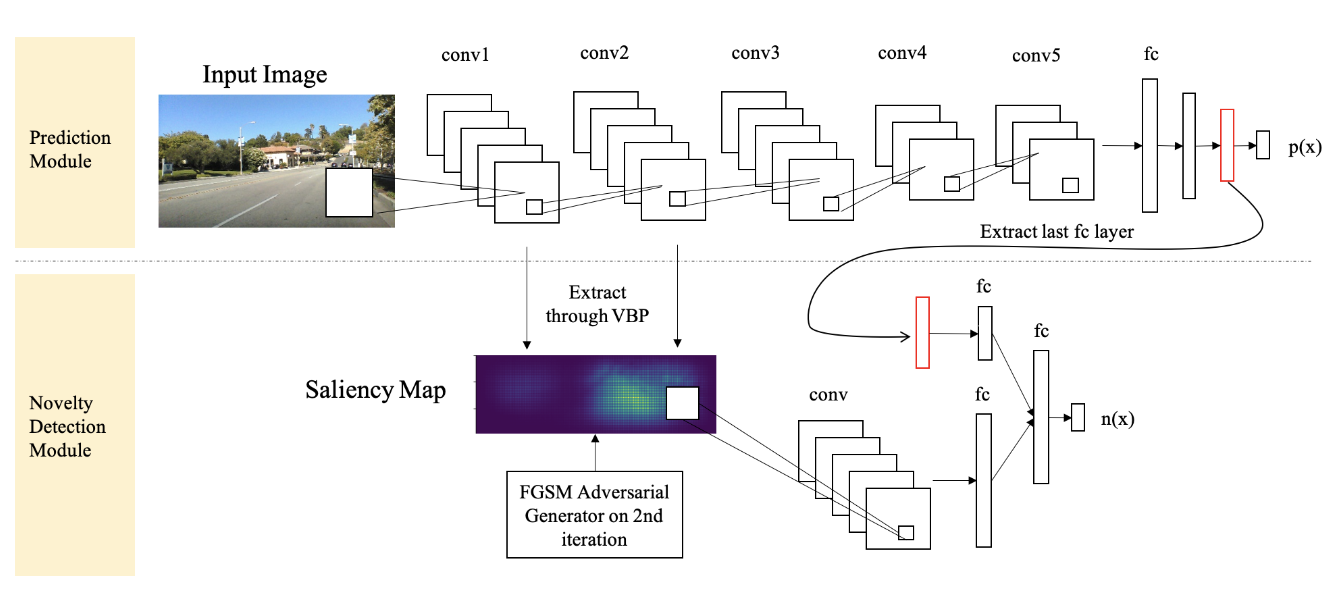 Prediction
Module
Input Image
conv1
conv2
conv3
conv4
conv5
fc
p(x)
Extract last fc layer
Novelty
Detection
Module
Extract
through VBP
Saliency Map
FGSM Adversarial
Generator on 2nd
iteration
conv
fc
fc
fc
n(x)